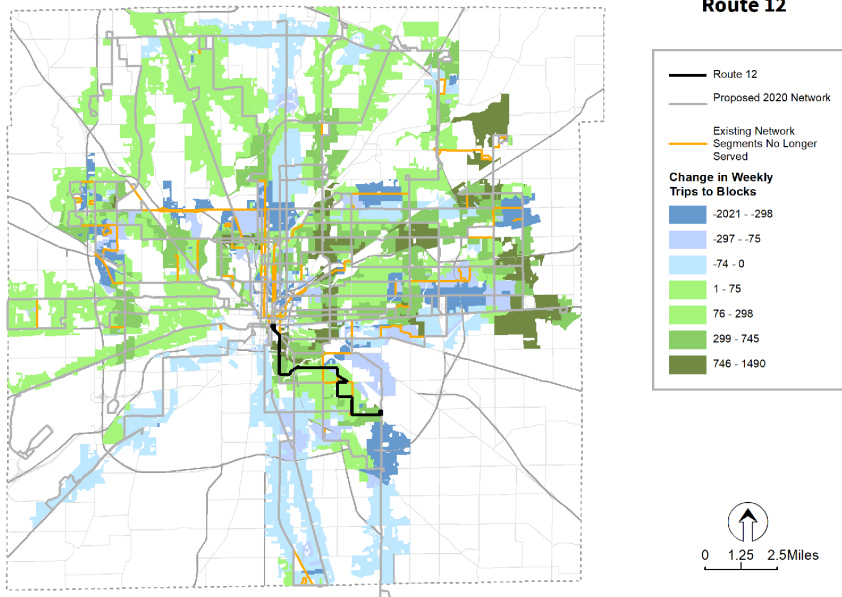 Route 12
Route 12
Proposed 2020 Network
Existing Network
Segments No Longer
Served
Change in Weekly
Trips to Blocks
-2021 - -298
-297 - -75
-74 - 0
1 - 75
76 - 298
299 - 745
746 - 1490
0 1.25 2.5Miles